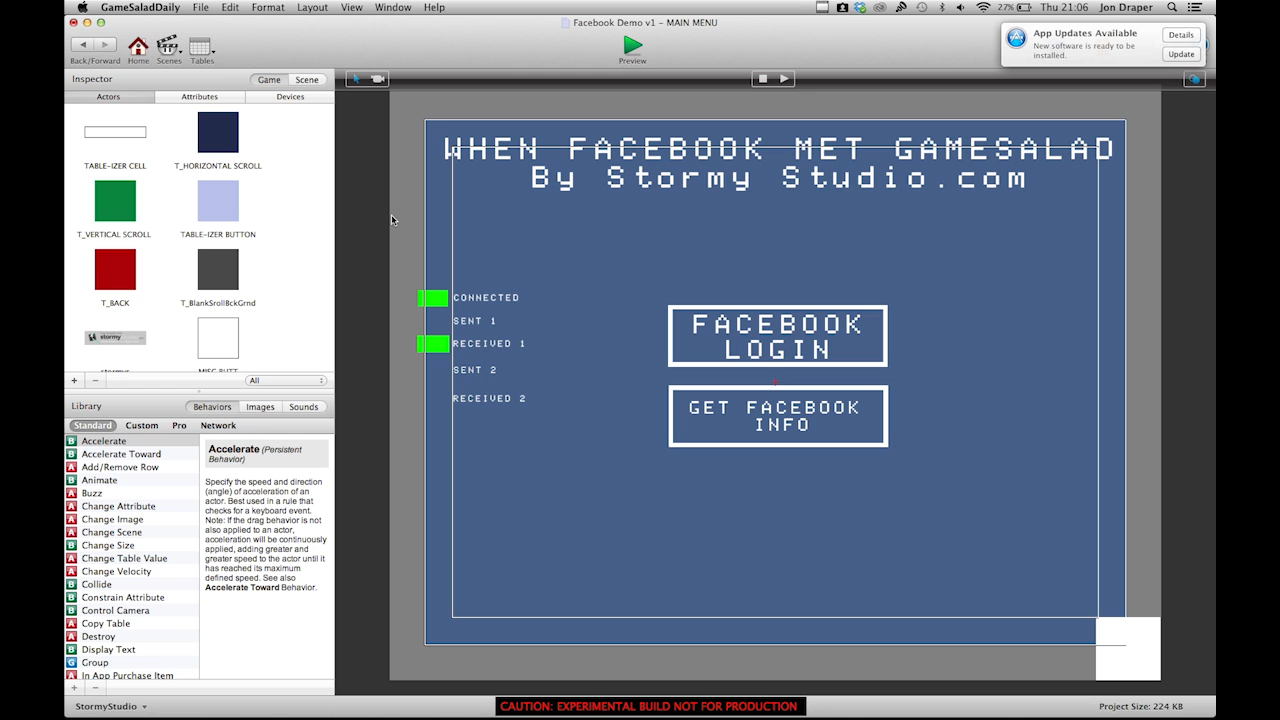 GameSaladDaily File Edit Format Layout View Window Help 27% Thu 21:06 Jon Draper
Facebook Demo v1 – MAIN MENU
App Updates Available
New software is ready to be installed.
Details
Update
Back/Forward Home Scenes Tables Preview
Inspector Game Scene
Actors Attributes Devices
TABLE-IZER CELL T_HORIZONTAL SCROLL
T_VERTICAL SCROLL TABLE-IZER BUTTON
T_BACK T_BlankSrollBckGrnd
stormy
+ – All
Library Behaviors Images Sounds
Standard Custom Pro Network
Accelerate
Accelerate Toward
Add/Remove Row
Animate
Buzz
Change Attribute
Change Image
Change Scene
Change Size
Change Table Value
Change Velocity
Collide
Constrain Attribute
Control Camera
Copy Table
Destroy
Display Text
Group
In App Purchase Item
Accelerate (Persistent
Behavior)
Specify the speed and direction
(angle) of acceleration of an
actor. Best used in a rule that
checks for a keyboard event.
Note: If the drag behavior is not
also applied to an actor,
acceleration will be continuously
applied, adding greater and
greater speed to the actor until it
has reached its maximum
defined speed. See also
Accelerate Toward Behavior.
WHEN FACEBOOK MET GAMESALAD
By Stormy Studio.com
CONNECTED
SENT 1
RECEIVED 1
SENT 2
RECEIVED 2
FACEBOOK
LOGIN
GET FACEBOOK
INFO
StormyStudio
CAUTION: EXPERIMENTAL BUILD NOT FOR PRODUCTION
Project Size: 224 KB